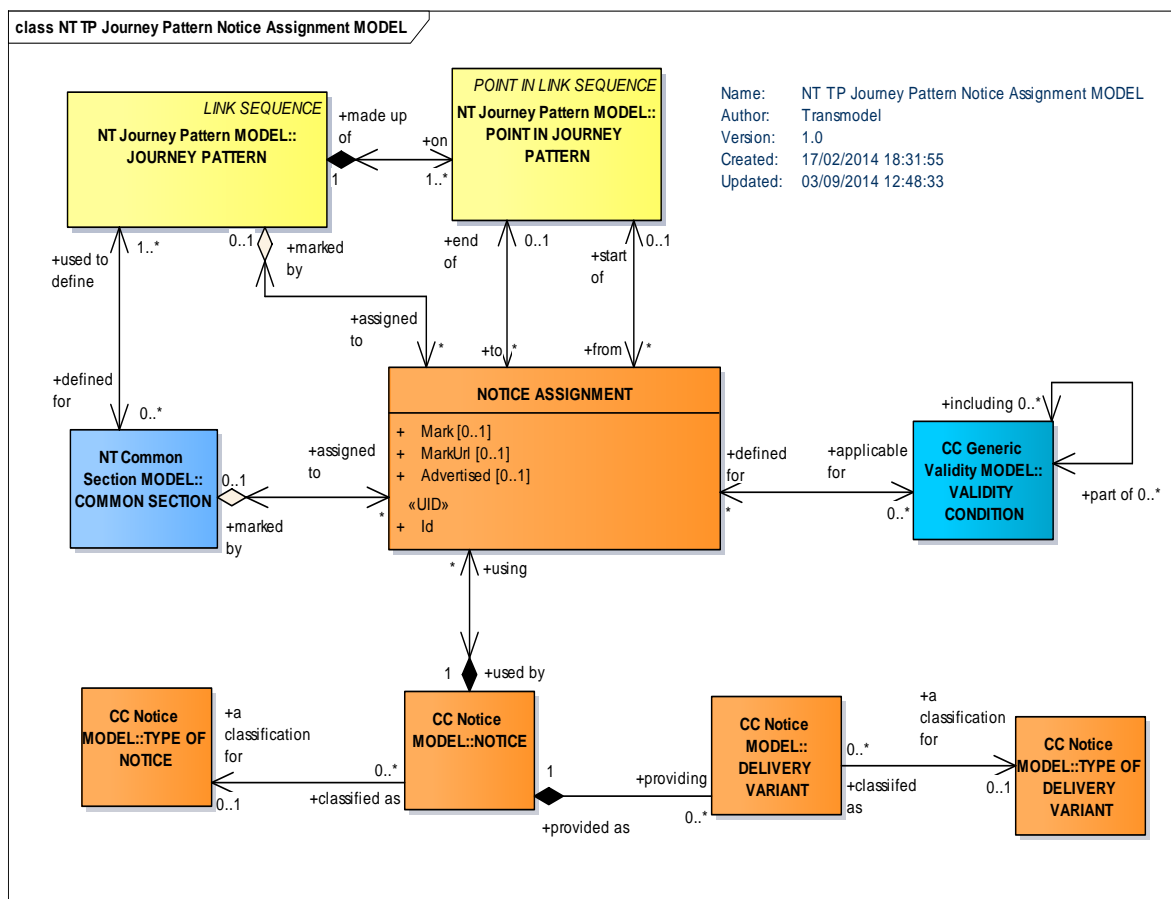 class NT TP Journey Pattern Notice Assignment MODEL
LINK SEQUENCE
NT Journey Pattern MODEL::
JOURNEY PATTERN
+made up
of
1
+on
1..*
POINT IN LINK SEQUENCE
NT Journey Pattern MODEL::
POINT IN JOURNEY
PATTERN
Name: NT TP Journey Pattern Notice Assignment MODEL
Author: Transmodel
Version: 1.0
Created: 17/02/2014 18:31:55
Updated: 03/09/2014 12:48:33
1..*
+used to
define
0..1
+marked
by
+end
of
0..1
+start
of
0..1
+assigned
to
*
+to
*
+from
*
+defined
for
0..*
NT Common
Section MODEL::
COMMON SECTION
0..1
+marked
by
+assigned
to
*
NOTICE ASSIGNMENT
+ Mark [0..1]
+ MarkUrl [0..1]
+ Advertised [0..1]
«UID»
+ Id
+defined
for
*
+applicable
for
0..*
+including 0..*
+part of 0..*
CC Generic
Validity MODEL::
VALIDITY
CONDITION
*
+using
1
+used by
CC Notice
MODEL::TYPE OF
NOTICE
+a
classification
for
0..1
0..*
+classified as
CC Notice
MODEL::NOTICE
1
+provided as
+providing
0..*
CC Notice
MODEL::
DELIVERY
VARIANT
0..*
+classiifed
as
+a
classification
for
0..1
CC Notice
MODEL::TYPE OF
DELIVERY
VARIANT